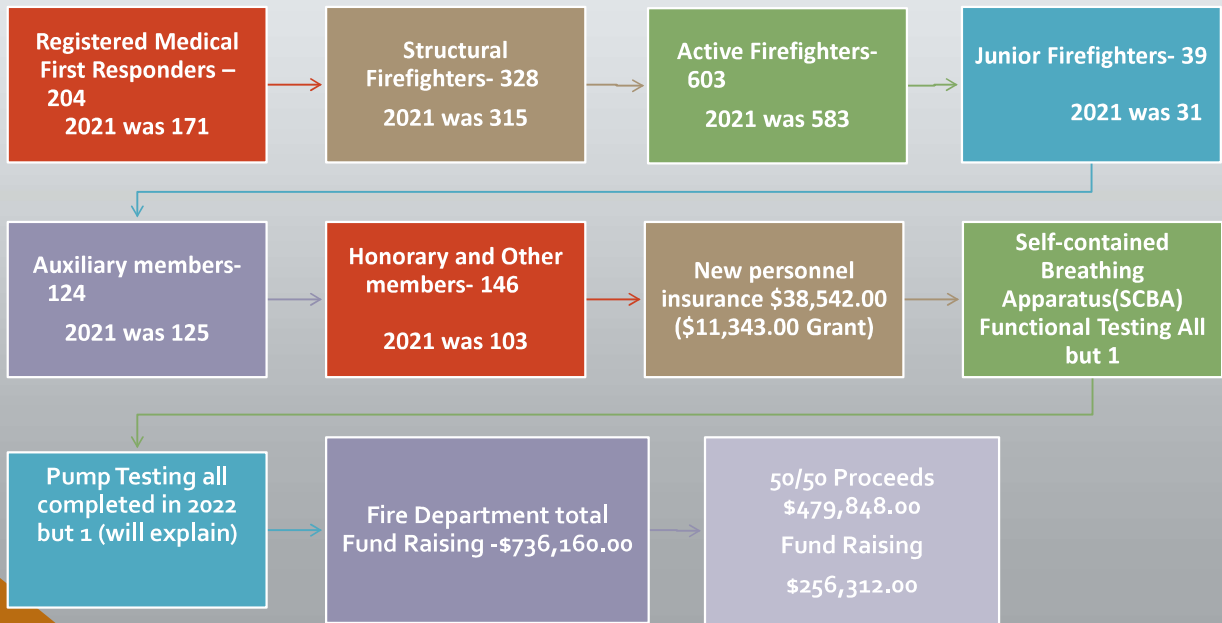 Registered Medical
First Responders –
204
2021 was 171
Structural
Firefighters- 328
2021 was 315
Active Firefighters-
603
2021 was 583
Junior Firefighters- 39
2021 was 31
Auxiliary members-
124
2021 was 125
Honorary and Other
members- 146
2021 was 103
New personnel
insurance $38,542.00
($11,343.00 Grant)
Self-contained
Breathing
Apparatus(SCBA)
Functional Testing All
but 1
Pump Testing all
completed in 2022
but 1 (will explain)
Fire Department total
Fund Raising -$736,160.00
50/50 Proceeds
$479,848.00
Fund Raising
$256,312.00